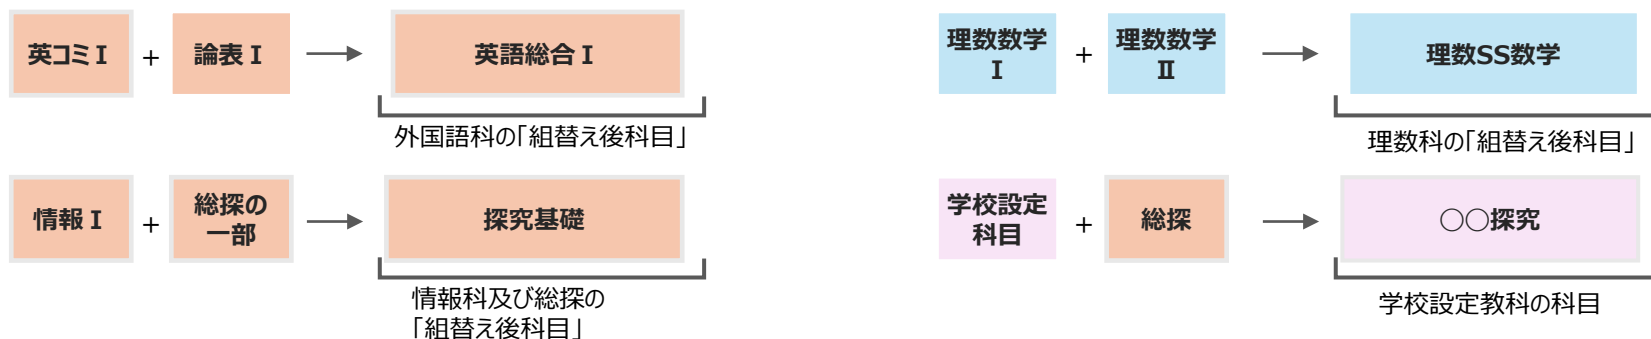 英コミⅠ + 論表Ⅰ → 英語総合Ⅰ
外国語科の「組替え後科目」
情報Ⅰ + 総探の
一部 → 探究基礎
情報科及び総探の
「組替え後科目」
理数数学
Ⅰ + 理数数学
Ⅱ → 理数SS数学
理数科の「組替え後科目」
学校設定
科目 + 総探 → 〇〇探究
学校設定教科の科目